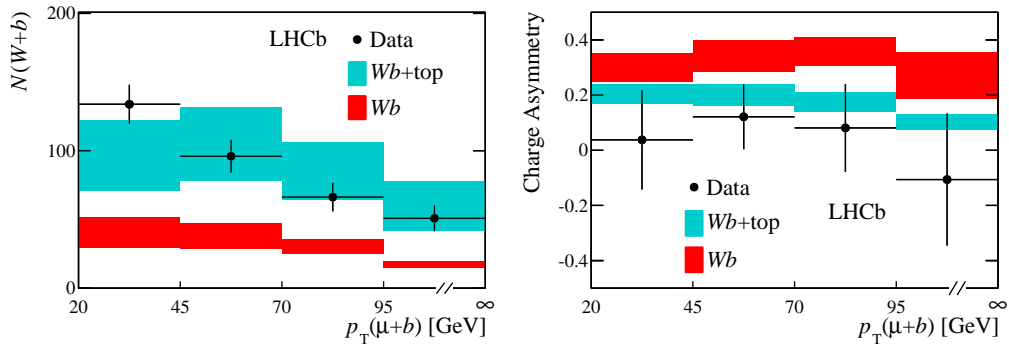 N(W+b)
200
100
0
LHCb
Data
Wb+top
Wb
20 45 70 95 ∞
p_T(μ+b) [GeV]
Charge Asymmetry
0.4
0.2
0
-0.2
-0.4
Data
Wb+top
Wb
LHCb
20 45 70 95 ∞
p_T(μ+b) [GeV]